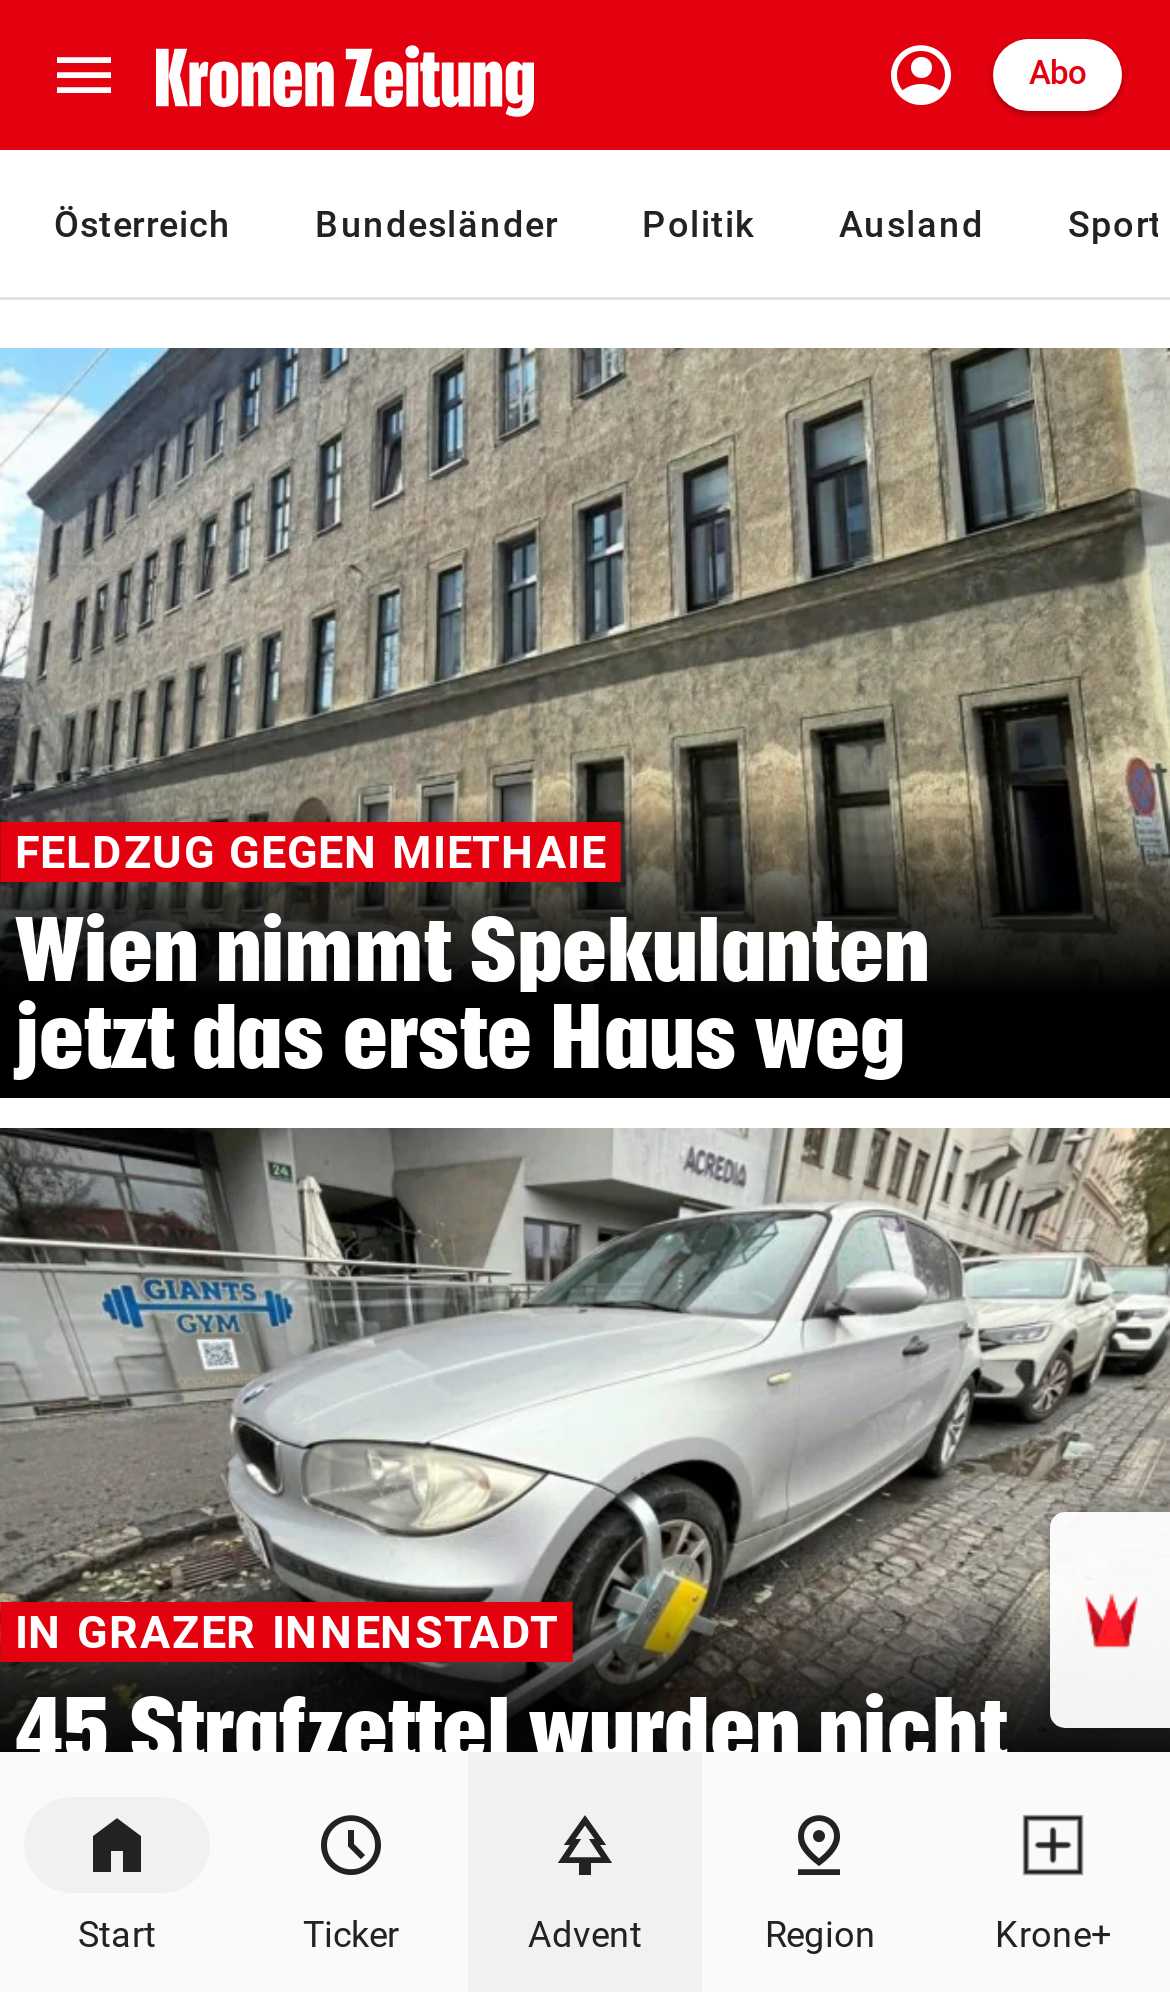 Kronen Zeitung
Abo
Österreich Bundesländer Politik Ausland Sport
FELDZUG GEGEN MIETHAIE
Wien nimmt Spekulanten
jetzt das erste Haus weg
24
ACREDIA
GIANTS
GYM
IN GRAZER INNENSTADT
45 Strafzettel wurden nicht
Start Ticker Advent Region Krone+